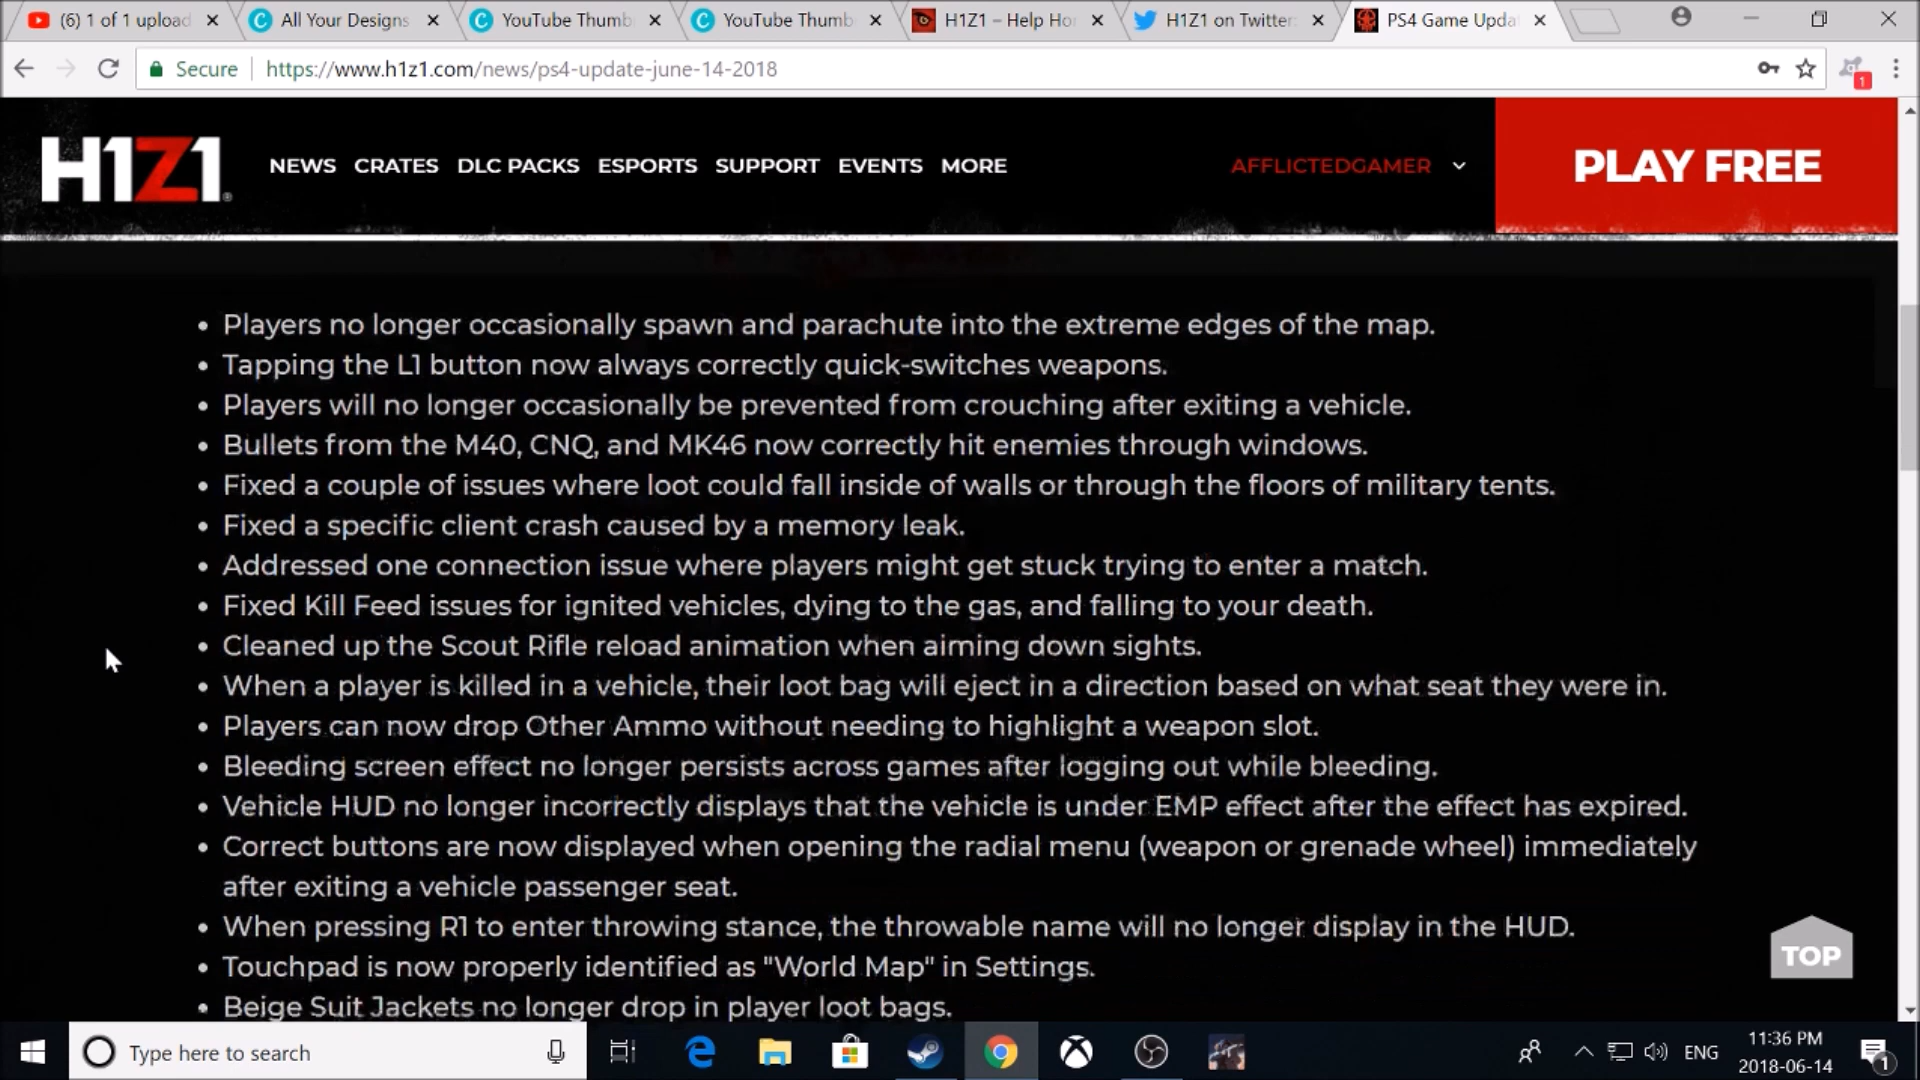 (6) 1 of 1 upload
All Your Designs
YouTube Thumb
YouTube Thumb
H1Z1 – Help Ho
H1Z1 on Twitter
PS4 Game Upda
Secure
https://www.h1z1.com/news/ps4-update-june-14-2018
1
H1Z1
NEWS CRATES DLC PACKS ESPORTS SUPPORT EVENTS MORE
AFFLICTEDGAMER
PLAY FREE
• Players no longer occasionally spawn and parachute into the extreme edges of the map.
• Tapping the L1 button now always correctly quick-switches weapons.
• Players will no longer occasionally be prevented from crouching after exiting a vehicle.
• Bullets from the M40, CNQ, and MK46 now correctly hit enemies through windows.
• Fixed a couple of issues where loot could fall inside of walls or through the floors of military tents.
• Fixed a specific client crash caused by a memory leak.
• Addressed one connection issue where players might get stuck trying to enter a match.
• Fixed Kill Feed issues for ignited vehicles, dying to the gas, and falling to your death.
• Cleaned up the Scout Rifle reload animation when aiming down sights.
• When a player is killed in a vehicle, their loot bag will eject in a direction based on what seat they were in.
• Players can now drop Other Ammo without needing to highlight a weapon slot.
• Bleeding screen effect no longer persists across games after logging out while bleeding.
• Vehicle HUD no longer incorrectly displays that the vehicle is under EMP effect after the effect has expired.
• Correct buttons are now displayed when opening the radial menu (weapon or grenade wheel) immediately
after exiting a vehicle passenger seat.
• When pressing R1 to enter throwing stance, the throwable name will no longer display in the HUD.
• Touchpad is now properly identified as "World Map" in Settings.
• Beige Suit Jackets no longer drop in player loot bags.
TOP
Type here to search
ENG
11:36 PM
2018-06-14
1